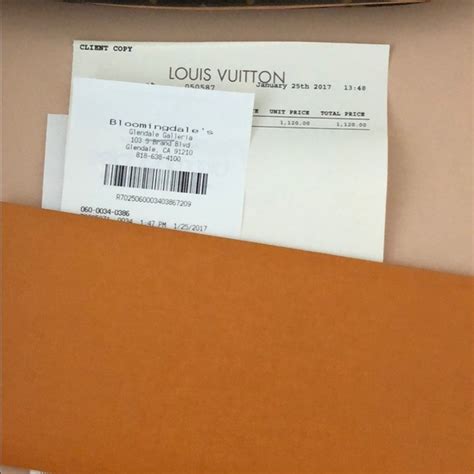 CLIENT COPY
LOUIS VUITTON
050587 January 25th 2017 13:48
UNIT PRICE TOTAL PRICE
1,120.00 1,120.00
Bloomingdale's
Glendale Galleria
103 S Brand Blvd.
Glendale, CA 91210
818-638-4100
R7025060003403867209
060-0034-0386
0034 1:47 PM 1/25/2017